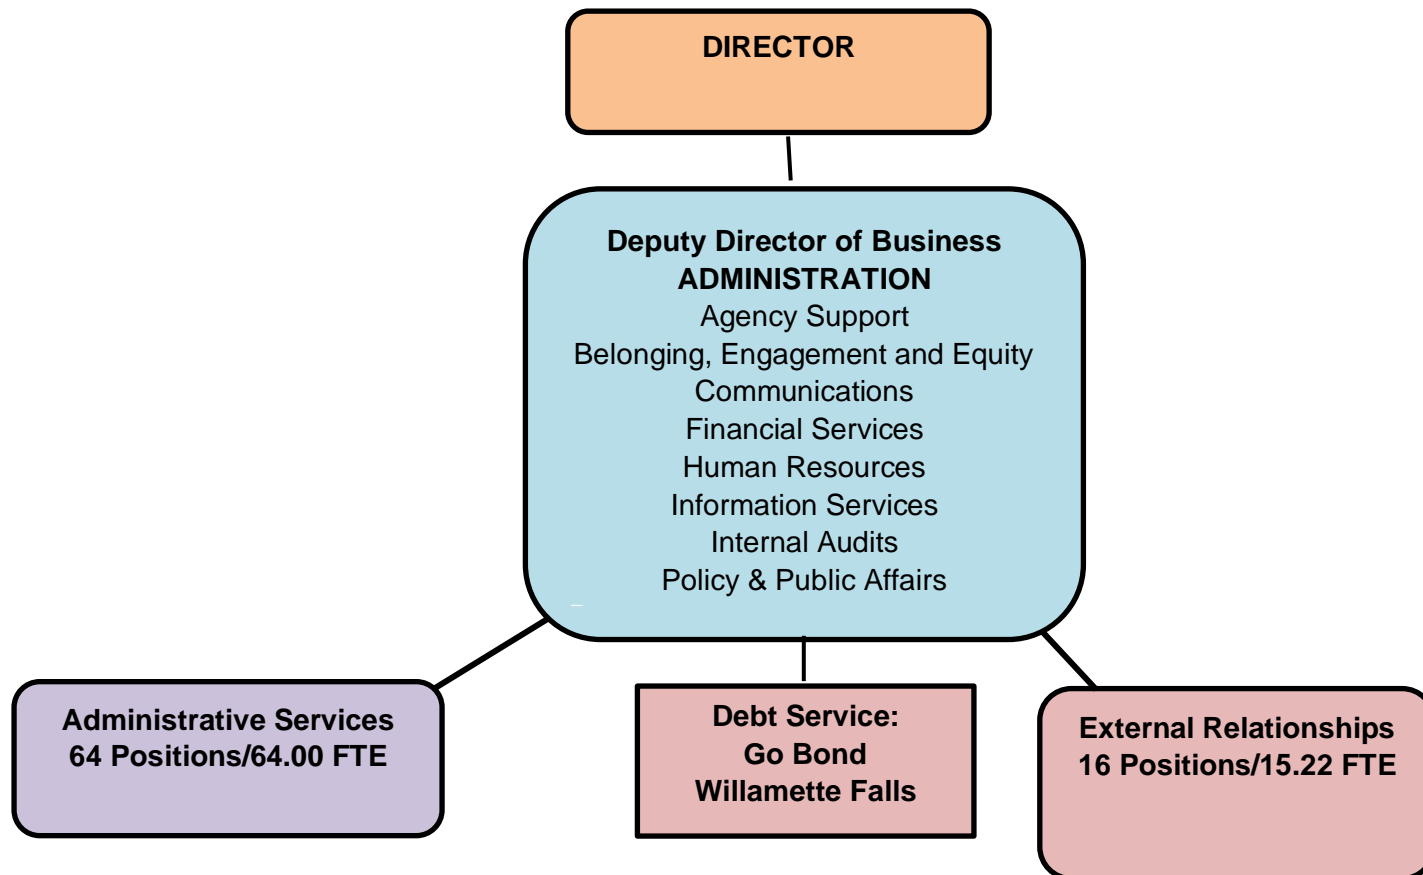 DIRECTOR
Deputy Director of Business
ADMINISTRATION
Agency Support
Belonging, Engagement and Equity
Communications
Financial Services
Human Resources
Information Services
Internal Audits
Policy & Public Affairs
Administrative Services
64 Positions/64.00 FTE
Debt Service:
Go Bond
Willamette Falls
External Relationships
16 Positions/15.22 FTE